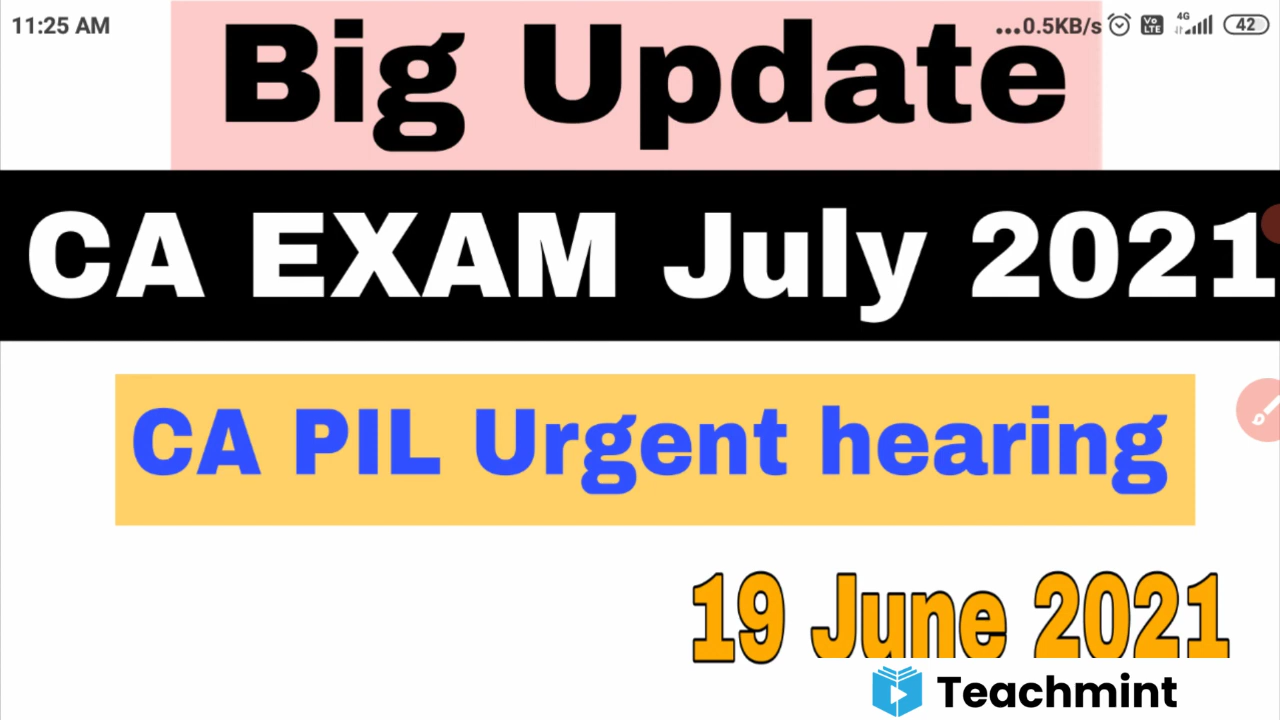 11:25 AM
...0.5KB/s Vo LTE 4G 42
Big Update
CA EXAM July 2021
CA PIL Urgent hearing
19 June 2021
Teachmint